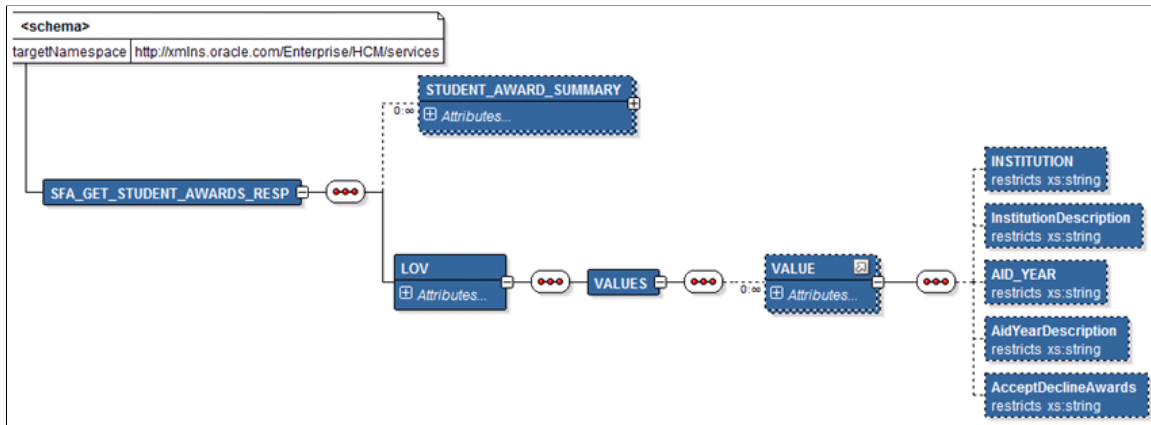 <schema>
targetNamespace http://xmlns.oracle.com/Enterprise/HCM/services
STUDENT_AWARD_SUMMARY
0:∞
Attributes...
SFA_GET_STUDENT_AWARDS_RESP
LOV
Attributes...
VALUES
0:∞
VALUE
Attributes...
INSTITUTION
restricts xs:string
InstitutionDescription
restricts xs:string
AID_YEAR
restricts xs:string
AidYearDescription
restricts xs:string
AcceptDeclineAwards
restricts xs:string